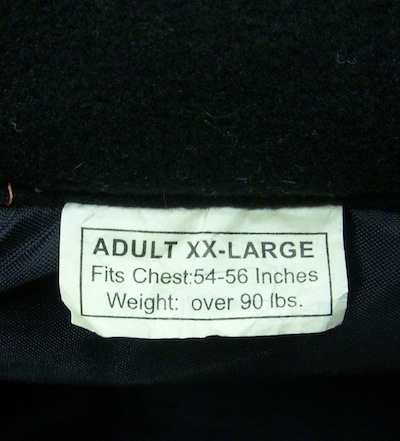 ADULT XX-LARGE
Fits Chest:54-56 Inches
Weight: over 90 lbs.